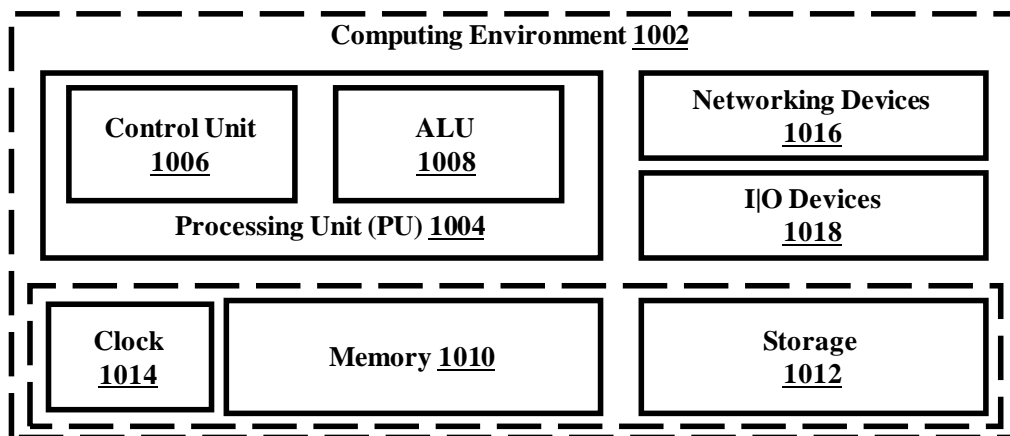 Computing Environment 1002
Control Unit
1006
ALU
1008
Processing Unit (PU) 1004
Networking Devices
1016
I|O Devices
1018
Clock
1014
Memory 1010
Storage
1012